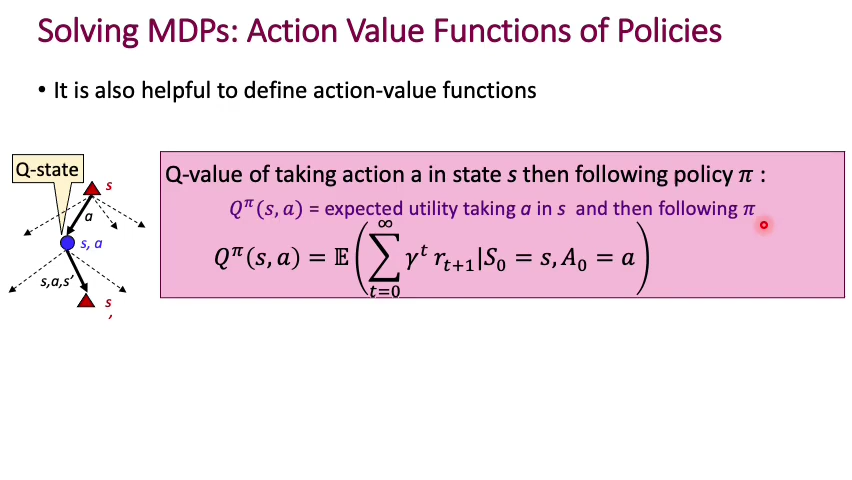 Solving MDPs: Action Value Functions of Policies
• It is also helpful to define action-value functions
Q-state
s
a
s, a
s,a,s’
s
’
Q-value of taking action a in state s then following policy π :
Q^π(s, a) = expected utility taking a in s and then following π
Q^π(s, a) = 𝔼(∑_{t=0}^{∞} γ^t r_{t+1}|S_0 = s, A_0 = a)